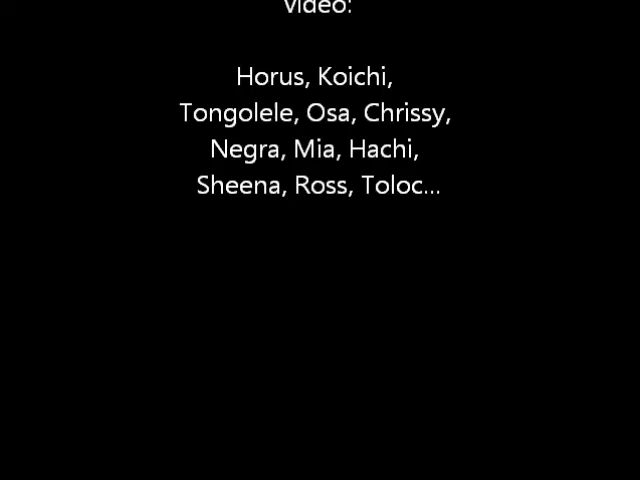 video:
Horus, Koichi,
Tongolele, Osa, Chrissy,
Negra, Mia, Hachi,
Sheena, Ross, Toloc...